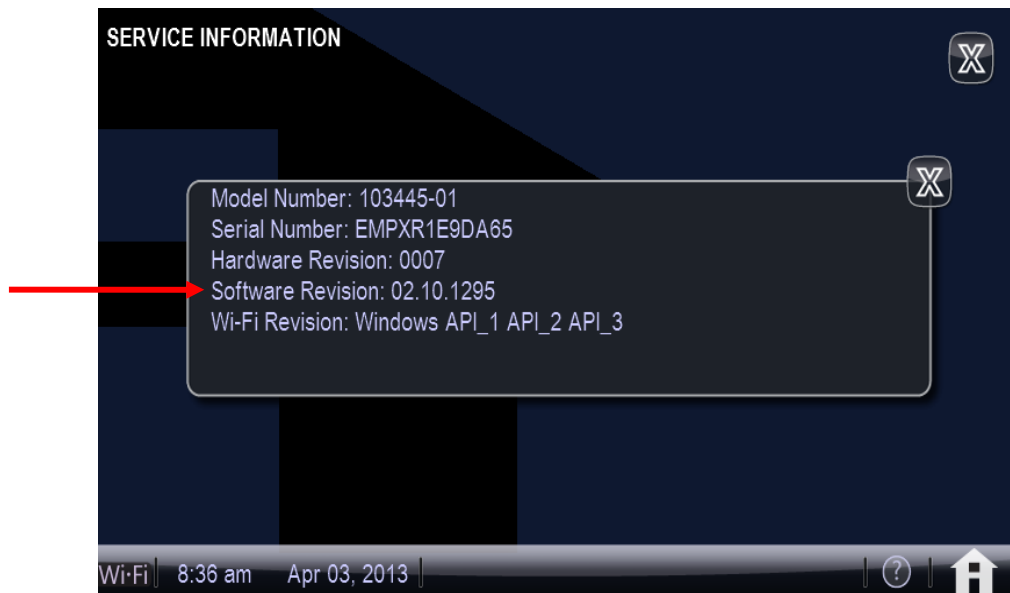 SERVICE INFORMATION
X
X
Model Number: 103445-01
Serial Number: EMPXR1E9DA65
Hardware Revision: 0007
Software Revision: 02.10.1295
Wi-Fi Revision: Windows API_1 API_2 API_3
Wi-Fi 8:36 am Apr 03, 2013 ?